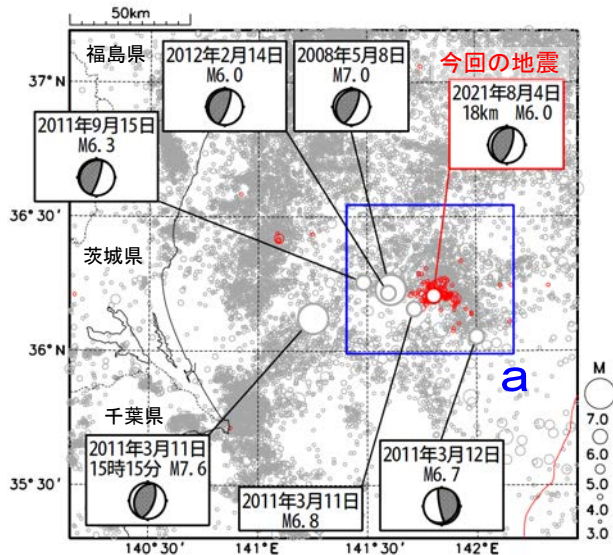 50km
福島県
37°N
2012年2月14日
M6.0
2008年5月8日
M7.0
今回の地震
2021年8月4日
18km M6.0
2011年9月15日
M6.3
36°30′
茨城県
36°N
a
千葉県
2011年3月11日
15時15分 M7.6
2011年3月11日
M6.8
2011年3月12日
M6.7
35°30′
140°30′
141°E
141°30′
142°E
M
7.0
6.0
5.0
4.0
3.0